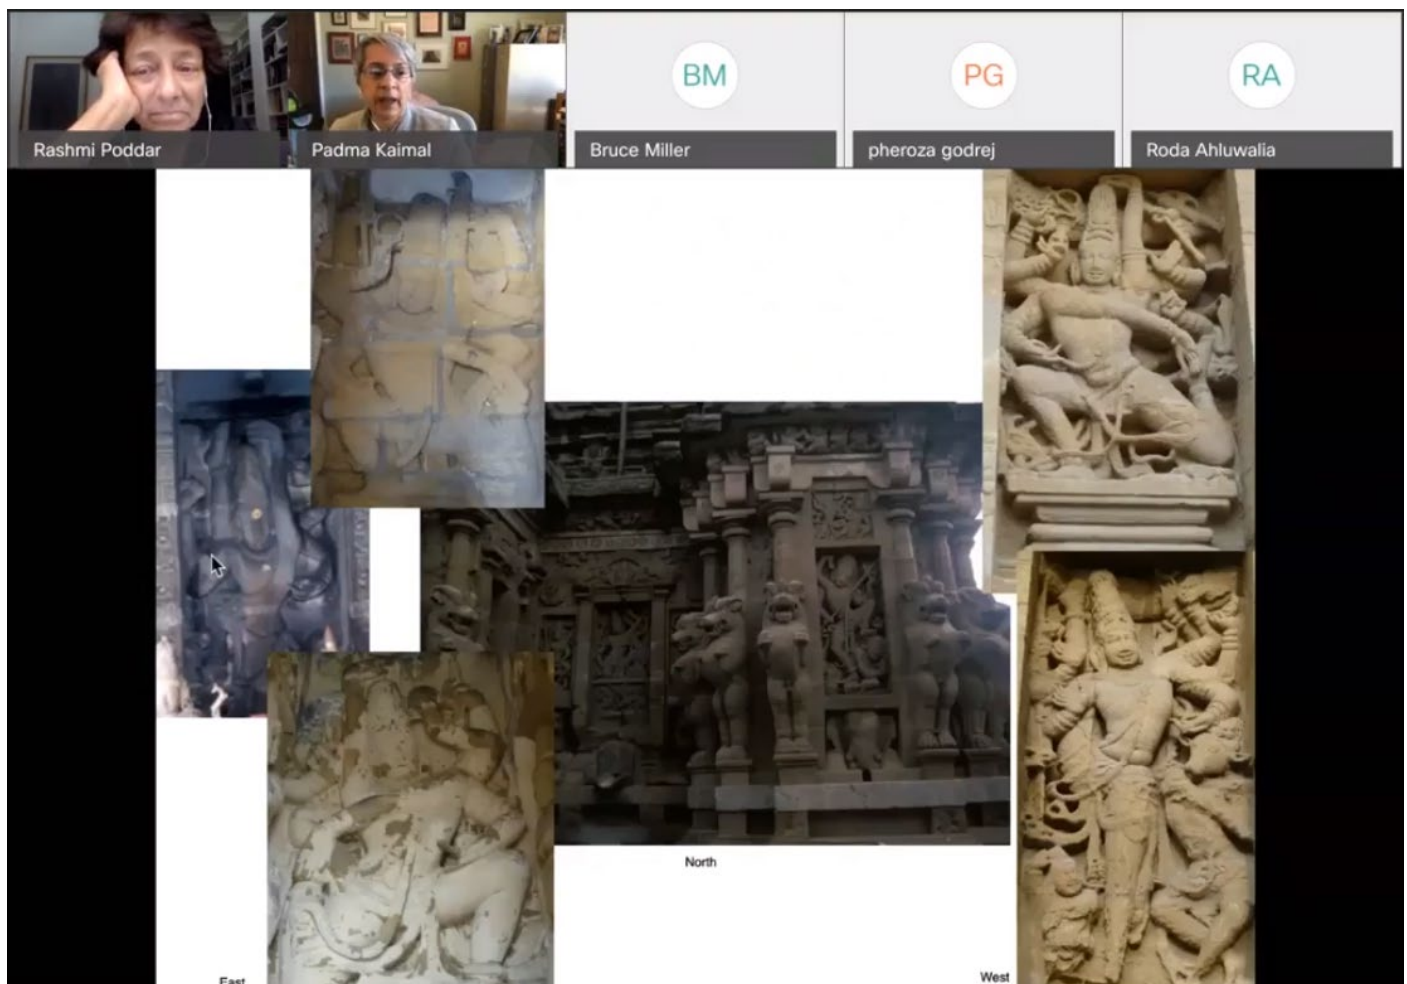 BM
PG
RA
Rashmi Poddar
Padma Kaimal
Bruce Miller
pheroza godrej
Roda Ahluwalia
North
East
West